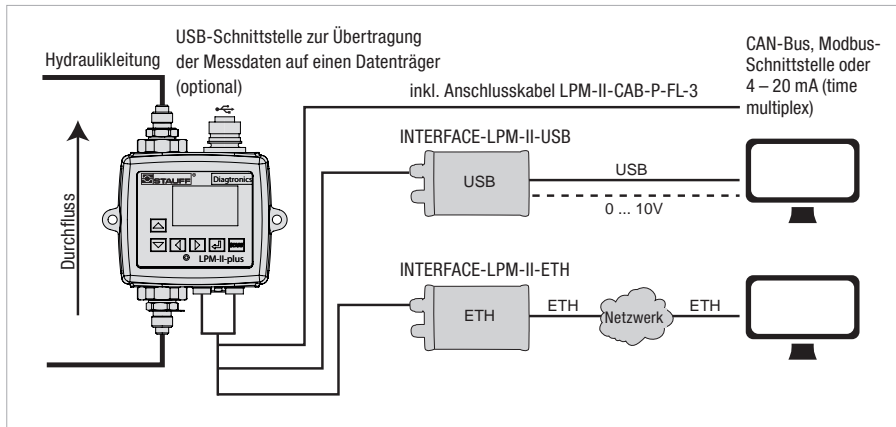 USB-Schnittstelle zur Übertragung
der Messdaten auf einen Datenträger
(optional)
Hydraulikleitung
CAN-Bus, Modbus-
Schnittstelle oder
4 – 20 mA (time
multiplex)
inkl. Anschlusskabel LPM-II-CAB-P-FL-3
INTERFACE-LPM-II-USB
USB
USB
0 ... 10V
STAUFF®
Diagtronics
LPM-II-plus
Durchfluss
INTERFACE-LPM-II-ETH
ETH
ETH
Netzwerk
ETH